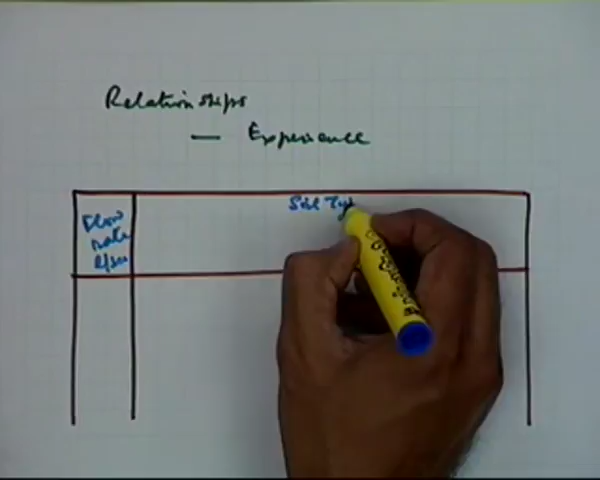 Relationships
— Experience
Flow
rate
l/sec
Soil Typ